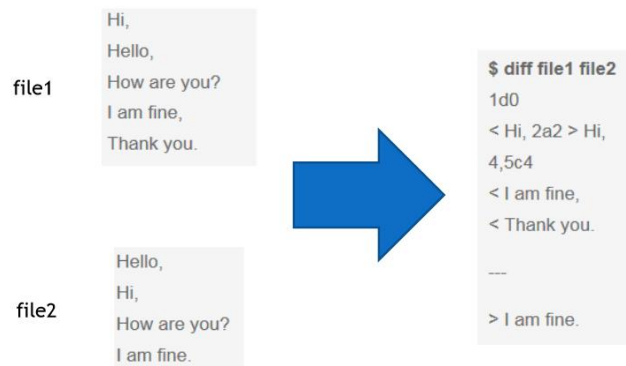 file1
Hi,
Hello,
How are you?
I am fine,
Thank you.
file2
Hello,
Hi,
How are you?
I am fine.
$ diff file1 file2
1d0
< Hi, 2a2 > Hi,
4,5c4
< I am fine,
< Thank you.
---
> I am fine.